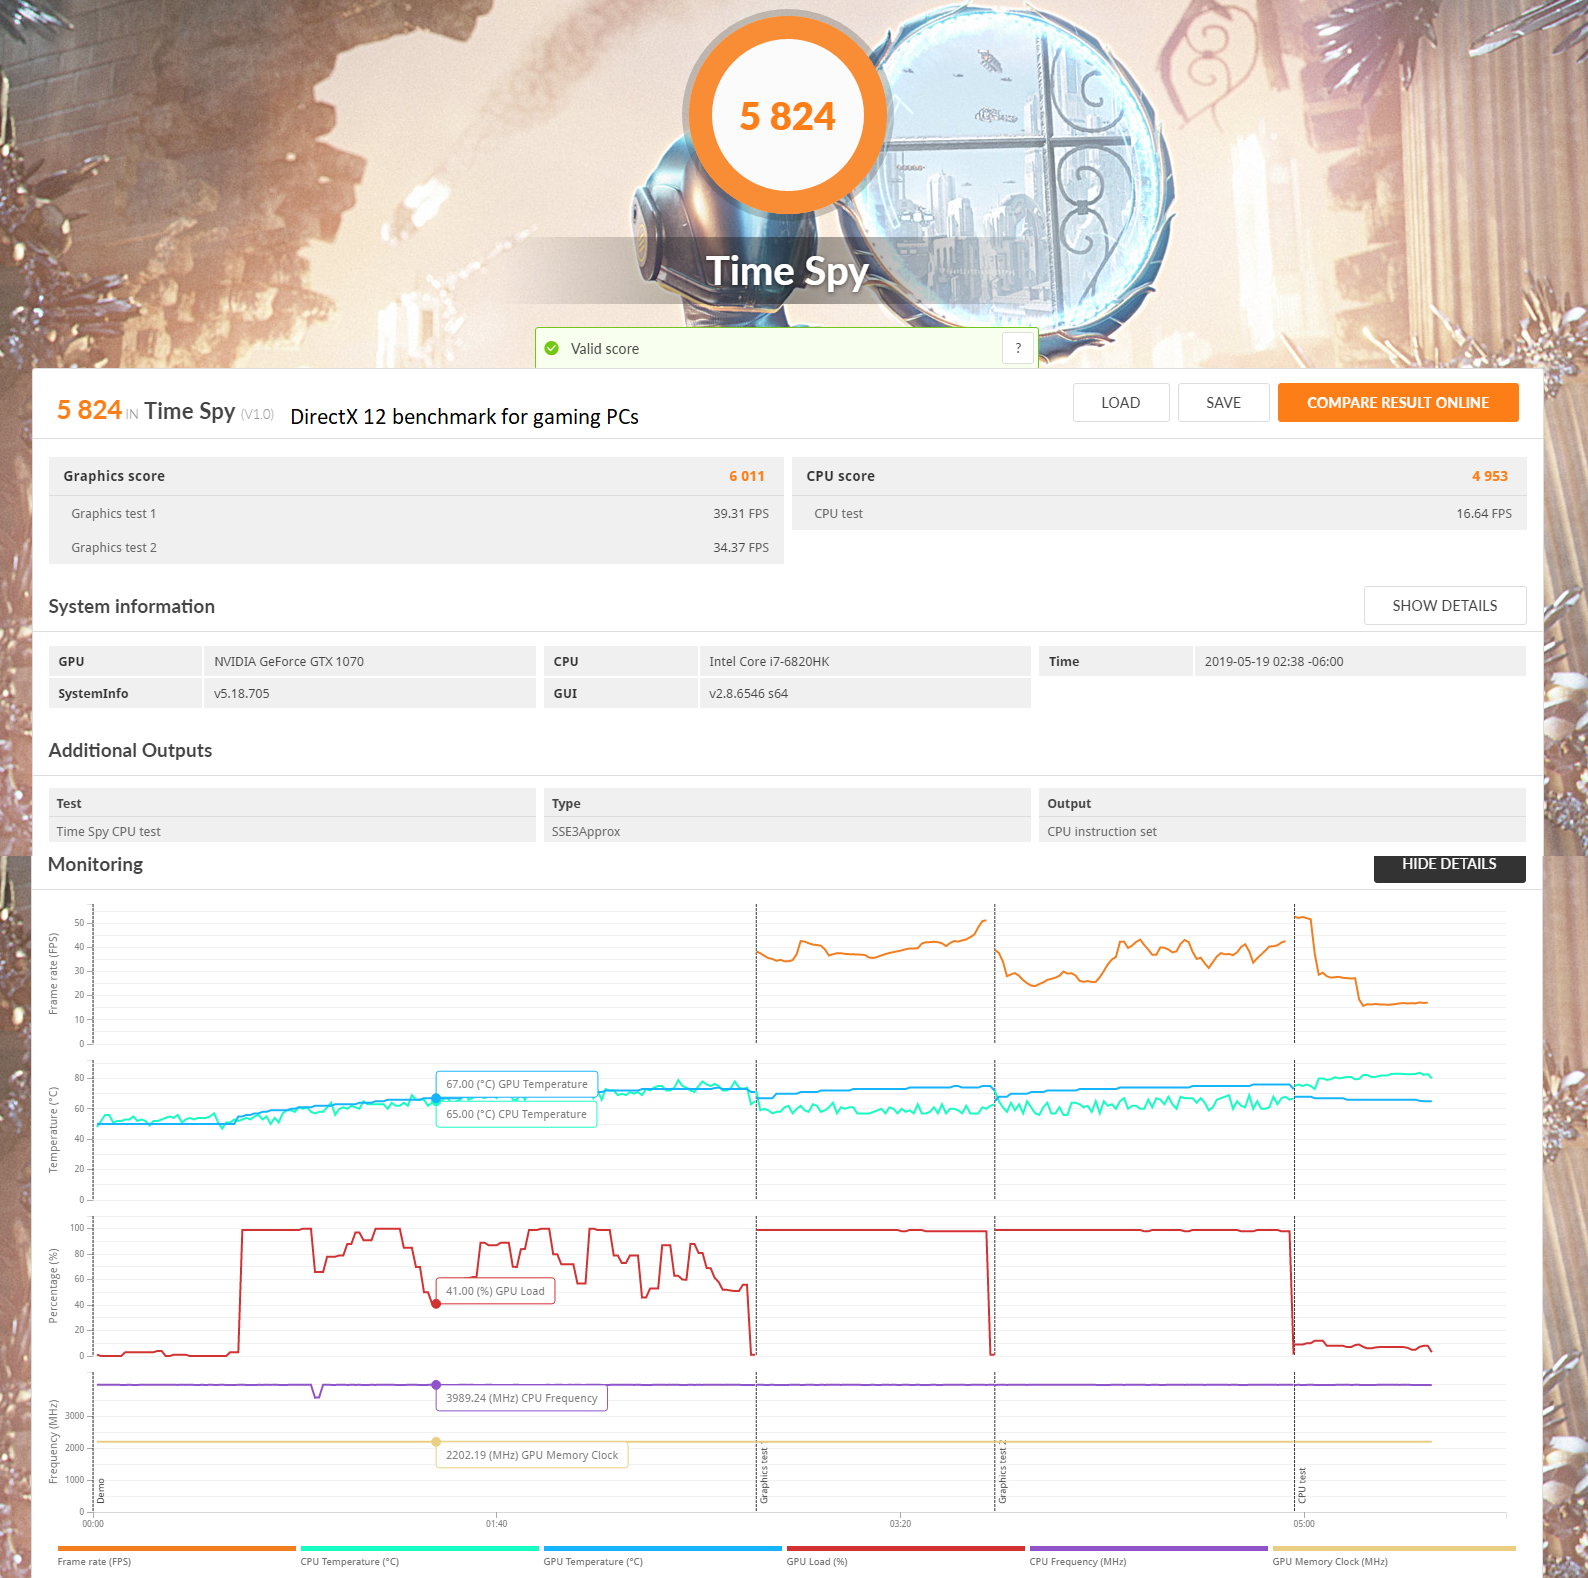 5 824
Time Spy
Valid score
?
5 824 IN Time Spy (V1.0) DirectX 12 benchmark for gaming PCs
LOAD
SAVE
COMPARE RESULT ONLINE
Graphics score 6 011
Graphics test 1 39.31 FPS
Graphics test 2 34.37 FPS
CPU score 4 953
CPU test 16.64 FPS
System information
SHOW DETAILS
GPU NVIDIA GeForce GTX 1070
CPU Intel Core i7-6820HK
Time 2019-05-19 02:38 -06:00
SystemInfo v5.18.705
GUI v2.8.6546 s64
Additional Outputs
Test Type Output
Time Spy CPU test SSE3Approx CPU instruction set
Monitoring
HIDE DETAILS
Frame rate (FPS)
50
40
30
20
10
0
Temperature (°C)
80
60
40
20
0
67.00 (°C) GPU Temperature
65.00 (°C) CPU Temperature
Percentage (%)
100
80
60
40
20
0
41.00 (%) GPU Load
Frequency (MHz)
3000
2000
1000
0
3989.24 (MHz) CPU Frequency
2202.19 (MHz) GPU Memory Clock
Demo
Graphics test
Graphics test 2
CPU test
00:00 01:40 03:20 05:00
Frame rate (FPS) CPU Temperature (°C) GPU Temperature (°C) GPU Load (%) CPU Frequency (MHz) GPU Memory Clock (MHz)